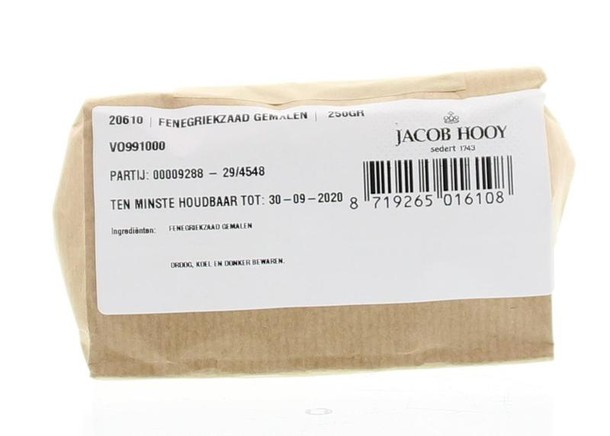 20610 | FENEGRIEKZAAD GEMALEN | 250GR
JACOB HOOY
sedert 1743
VO991000
PARTIJ: 00009288 – 29/4548
TEN MINSTE HOUDBAAR TOT: 30-09-2020
8 719265 016108
Ingrediënten: FENEGRIEKZAAD GEMALEN
DROOG, KOEL EN DONKER BEWAREN.